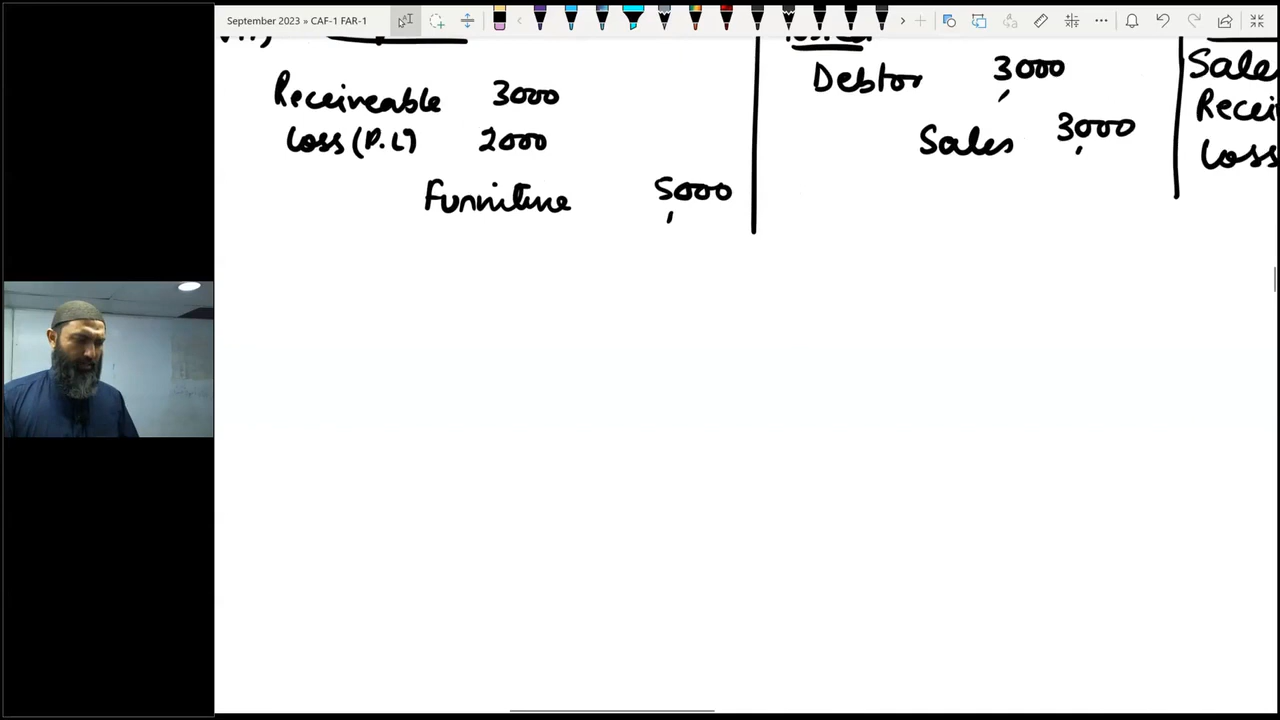 September 2023 » CAF-1 FAR-1
Receiveable 3000
Loss (P.L) 2000
Furniture 5000
Debtor 3000
Sales 3000
Sale
Recei
Loss